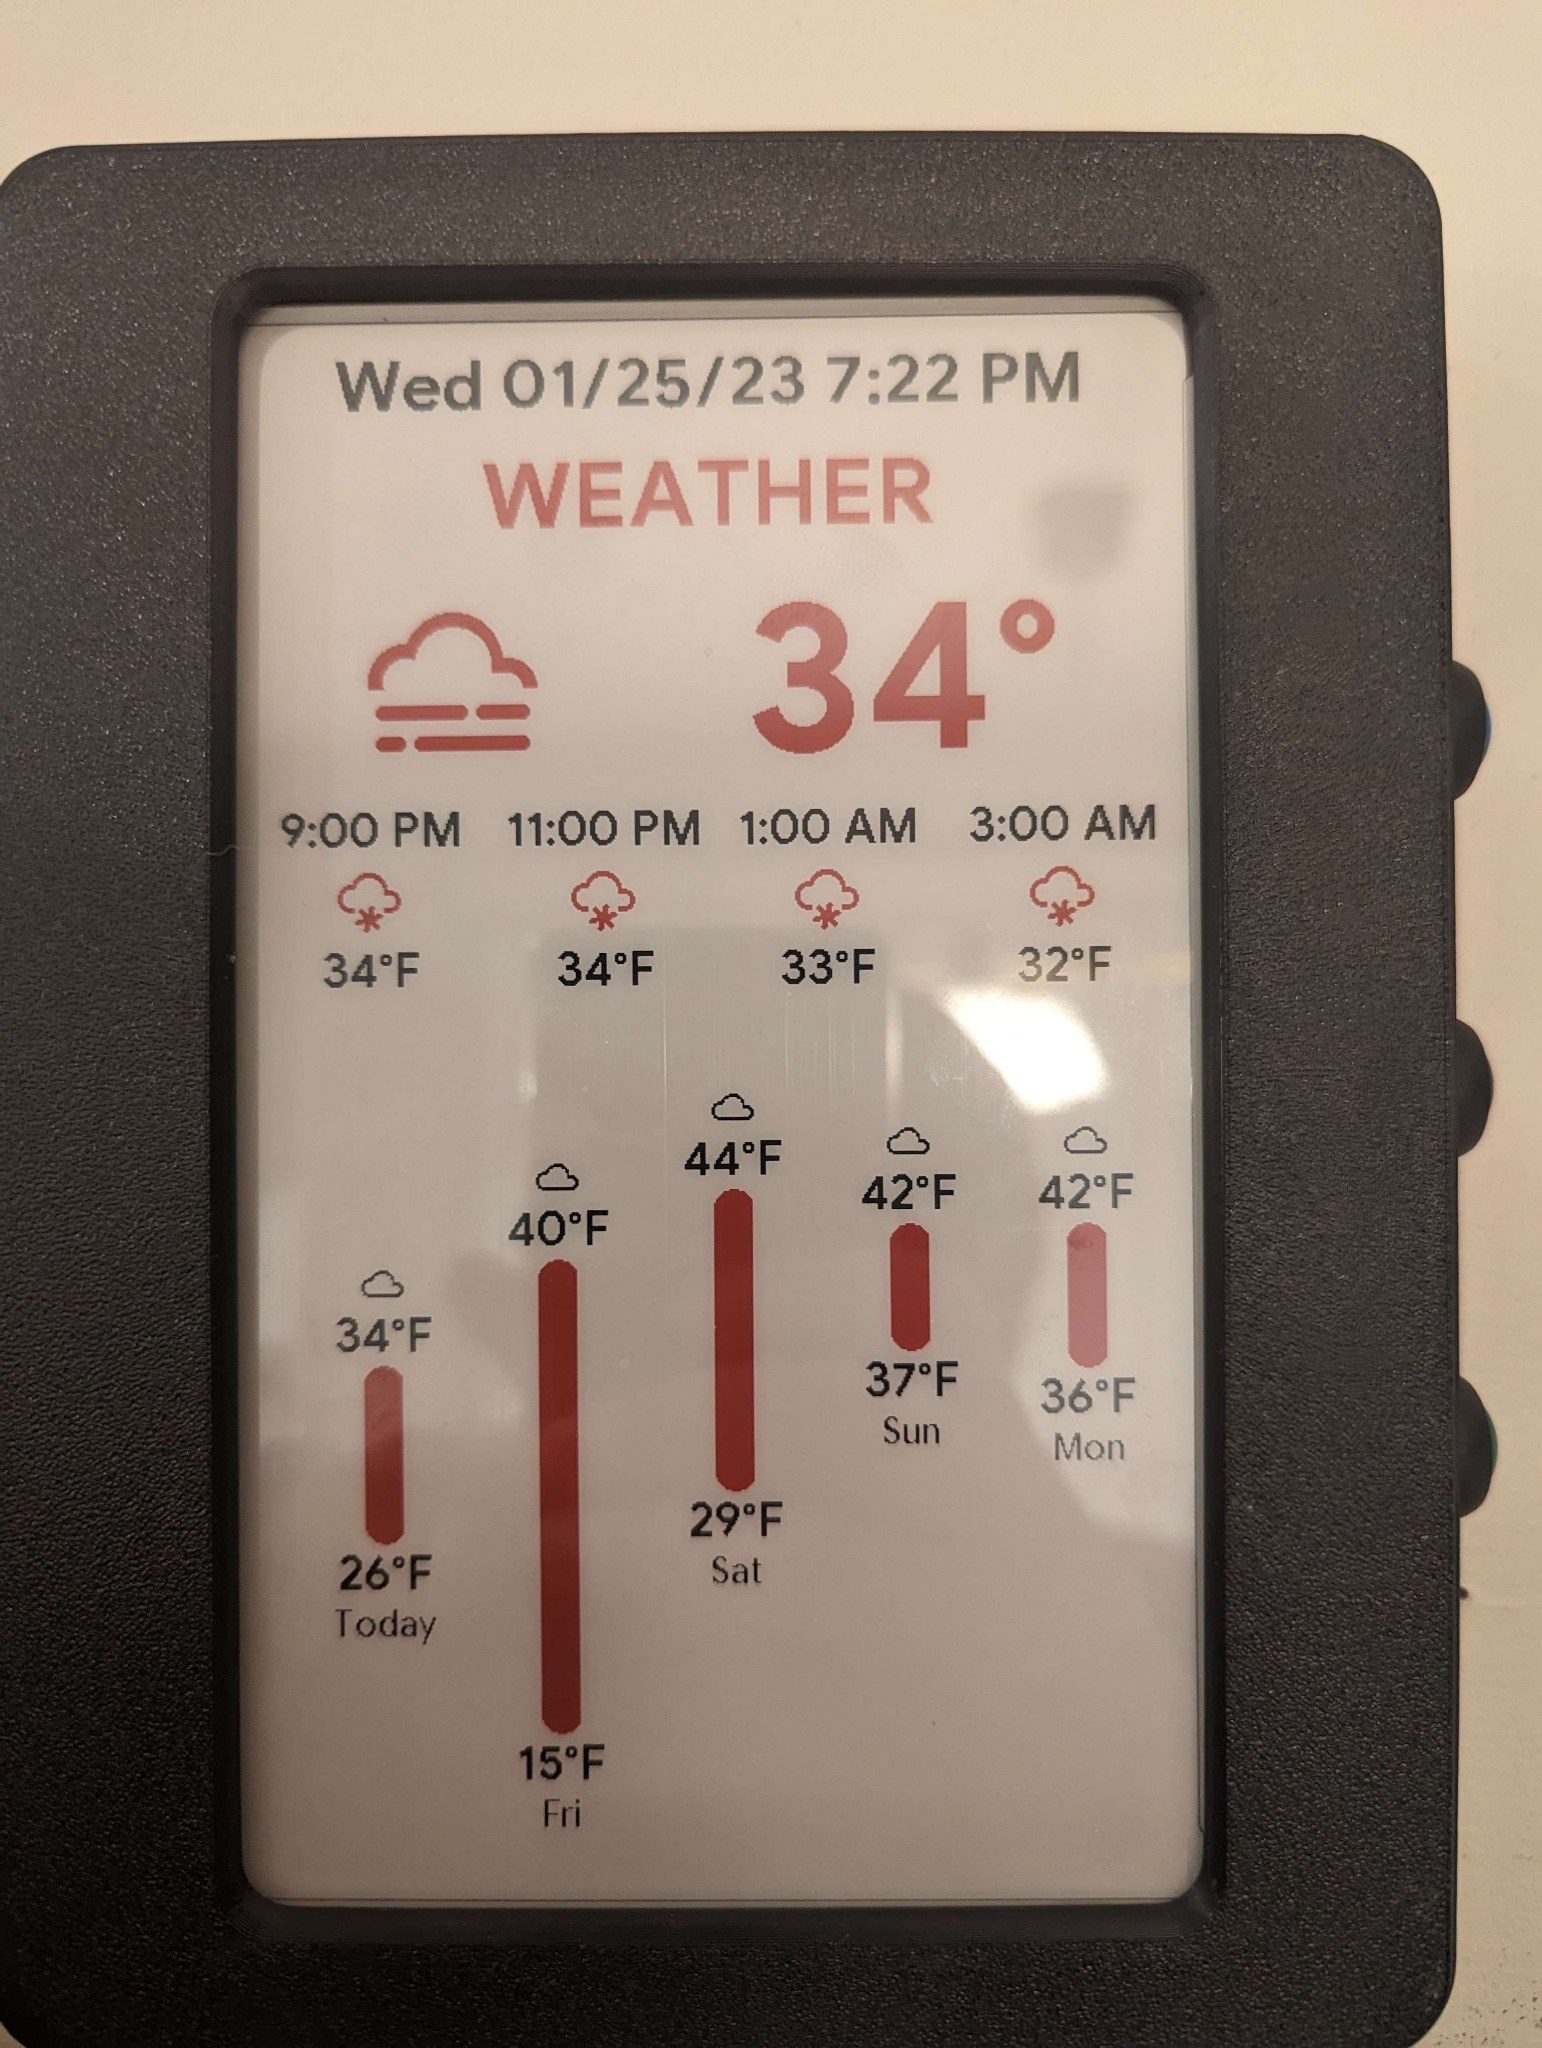 Wed 01/25/23 7:22 PM
WEATHER
34°
9:00 PM 11:00 PM 1:00 AM 3:00 AM
34°F 34°F 33°F 32°F
34°F 40°F 44°F 42°F 42°F
26°F 15°F 29°F 37°F 36°F
Today Fri Sat Sun Mon